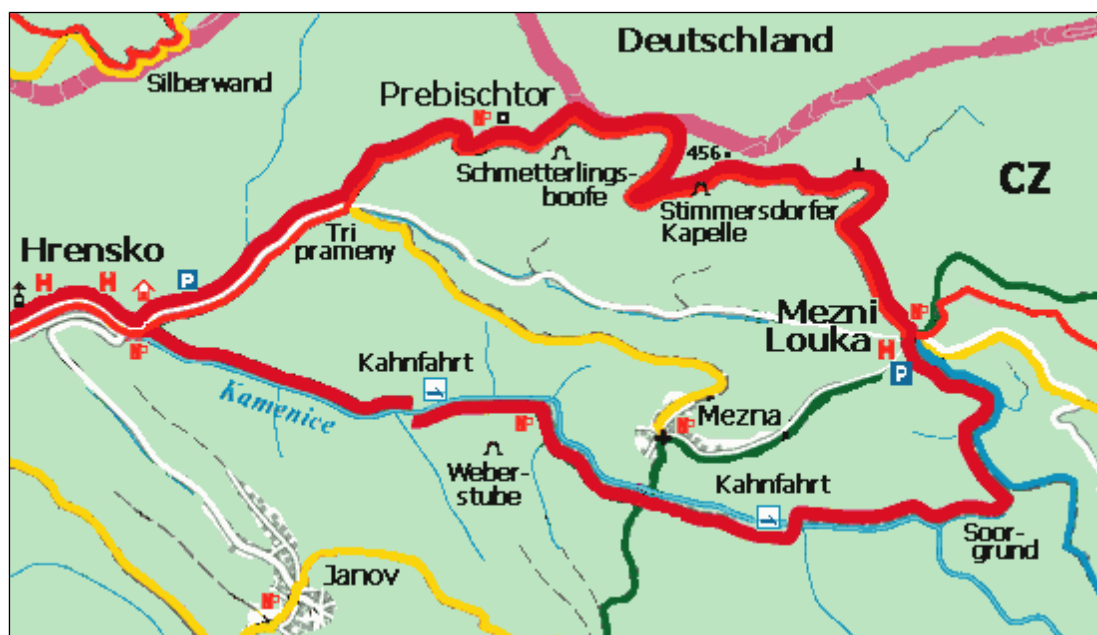 Deutschland
Silberwand
Prebischtor
456
CZ
Schmetterlings-
boofe
Stimmersdorfer
Kapelle
Tri
prameny
Hrensko
H
H
P
Mezni
Louka
H
P
Kahnfahrt
Kamenice
Mezna
Weber-
stube
Kahnfahrt
Soor-
grund
Janov